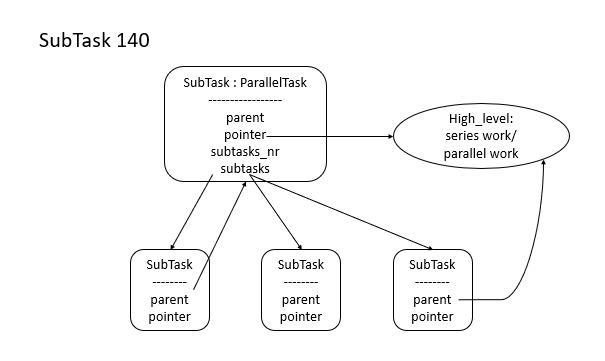 SubTask 140
SubTask : ParallelTask
-----------------
parent
pointer
subtasks_nr
subtasks
High_level:
series work/
parallel work
SubTask
--------
parent
pointer
SubTask
--------
parent
pointer
SubTask
--------
parent
pointer